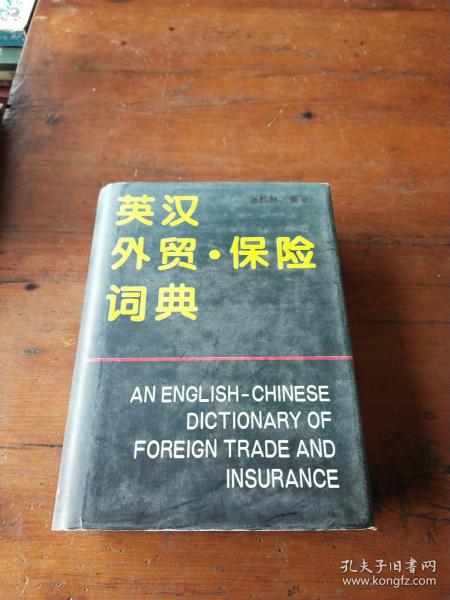 英汉
外贸·保险
词典
AN ENGLISH-CHINESE
DICTIONARY OF
FOREIGN TRADE AND
INSURANCE
孔夫子旧书网
www.kongfz.com